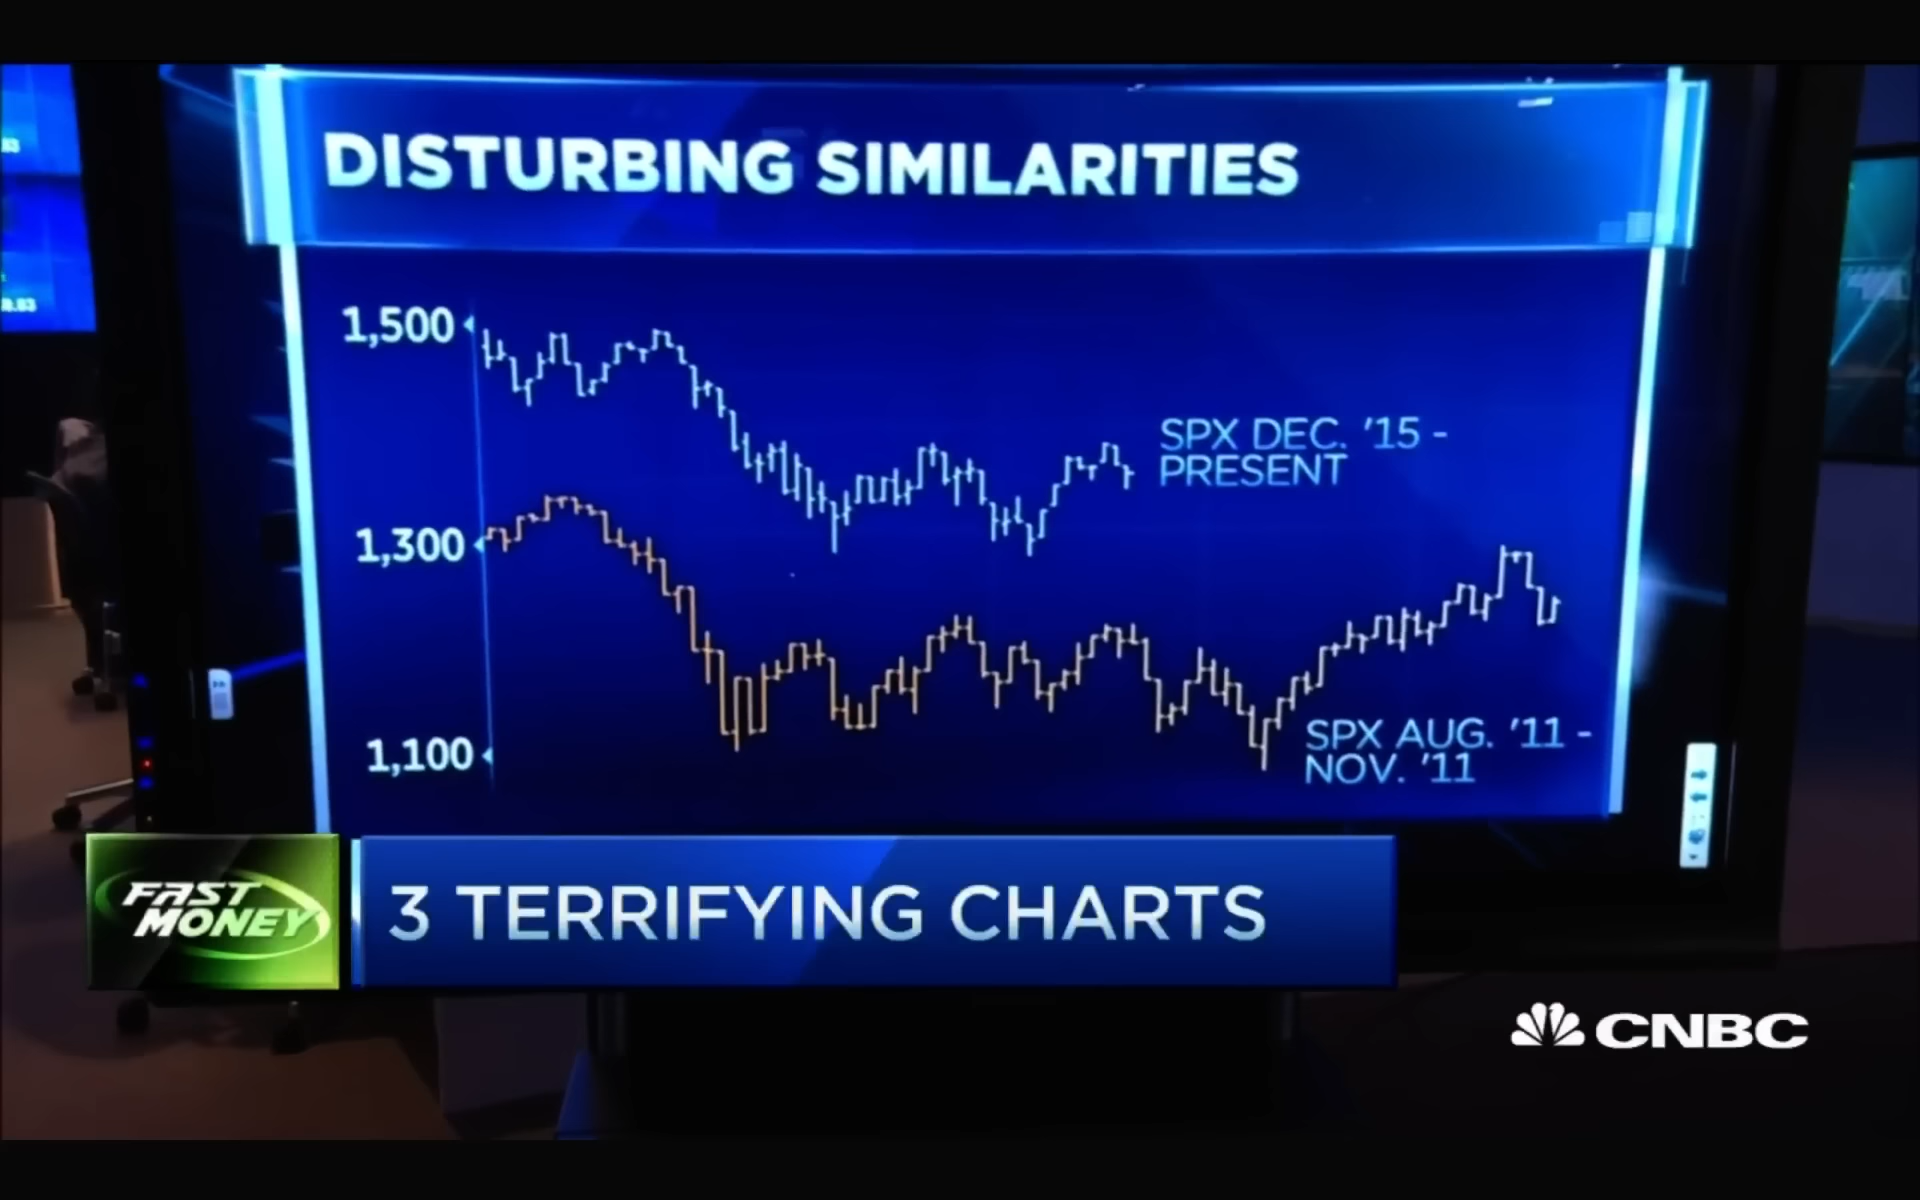 DISTURBING SIMILARITIES
1,500
SPX DEC. '15 -
PRESENT
1,300
1,100
SPX AUG. '11 -
NOV. '11
FAST
MONEY
3 TERRIFYING CHARTS
CNBC